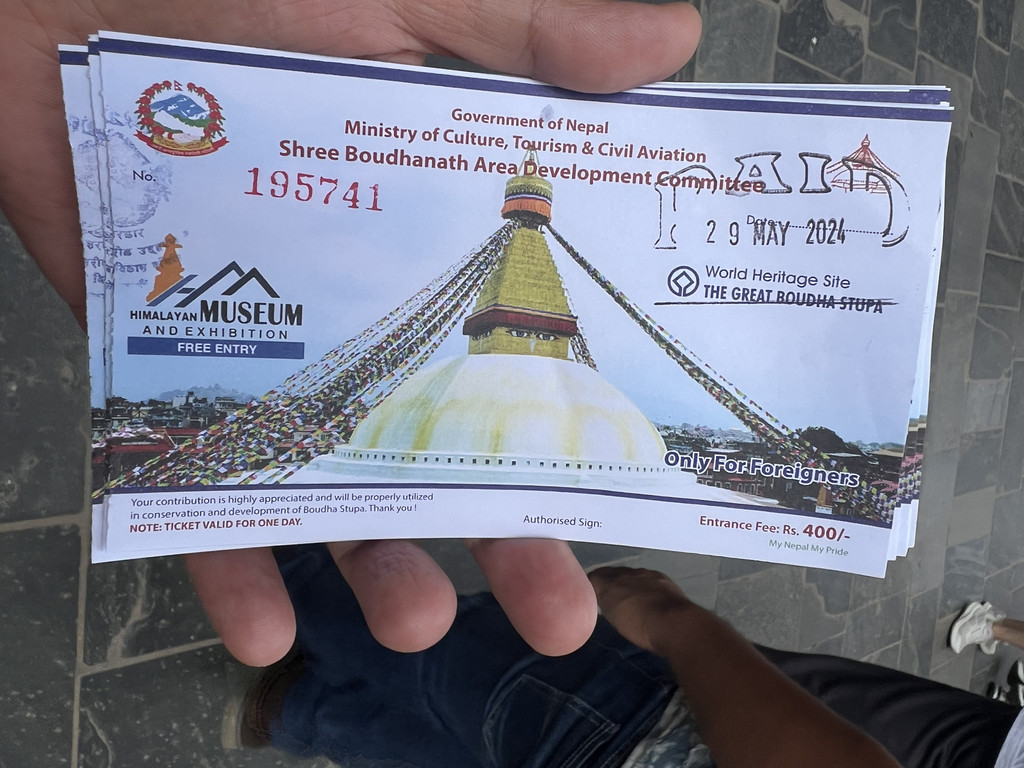 Government of Nepal
Ministry of Culture, Tourism & Civil Aviation
Shree Boudhanath Area Development Committee
No.
195741
PAID
Date:
29 MAY 2024
World Heritage Site
THE GREAT BOUDHA STUPA
HIMALAYAN MUSEUM
AND EXHIBITION
FREE ENTRY
Only For Foreigners
Your contribution is highly appreciated and will be properly utilized
in conservation and development of Boudha Stupa. Thank you !
NOTE: TICKET VALID FOR ONE DAY.
Authorised Sign:
Entrance Fee: Rs. 400/-
My Nepal My Pride